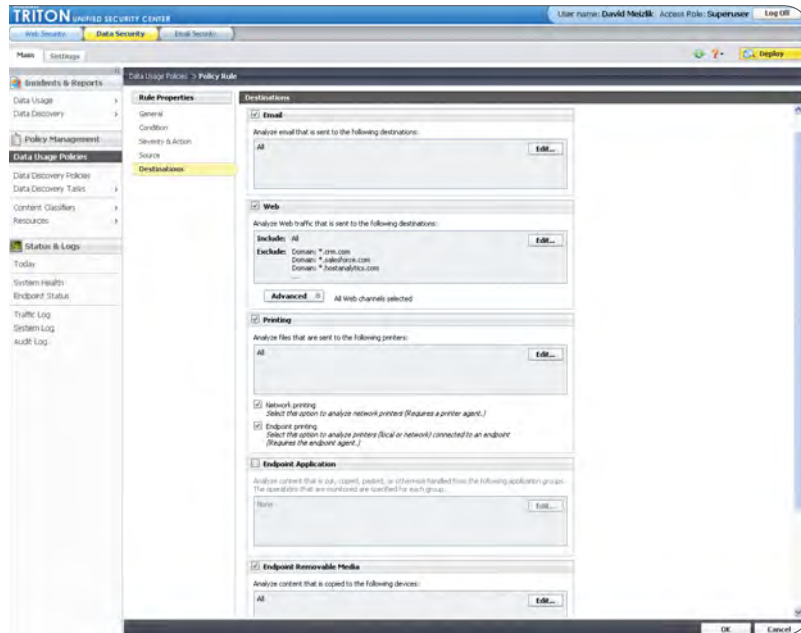 TRITON UNIFIED SECURITY CENTER
User name: David Meizlik Access Role: Superuser Log Off
Web Security Data Security Email Security
Main Settings
Deploy
Incidents & Reports
Data Usage
Data Discovery
Policy Management
Data Usage Policies
Data Discovery Policies
Data Discovery Tasks
Content Classifiers
Resources
Status & Logs
Today
System Health
Endpoint Status
Traffic Log
System Log
Audit Log
Data Usage Policies > Policy Rule
Rule Properties
General
Condition
Severity & Action
Source
Destinations
Destinations
Email
Analyze email that is sent to the following destinations:
All
Edit...
Web
Analyze Web traffic that is sent to the following destinations:
Include: All
Exclude: Domain: *.crm.com
Domain: *.salesforce.com
Domain: *.hostanalytics.com
...
Edit...
Advanced
All Web channels selected
Printing
Analyze files that are sent to the following printers:
All
Edit...
Network printing
Select this option to analyze network printers (Requires a printer agent.)
Endpoint printing
Select this option to analyze printers (local or network) connected to an endpoint
(Requires the endpoint agent.)
Endpoint Application
Analyze content that is cut, copied, pasted, or otherwise handled from the following application groups.
The operations that are monitored are specified for each group.
None
Edit...
Endpoint Removable Media
Analyze content that is copied to the following devices:
All
Edit...
OK Cancel